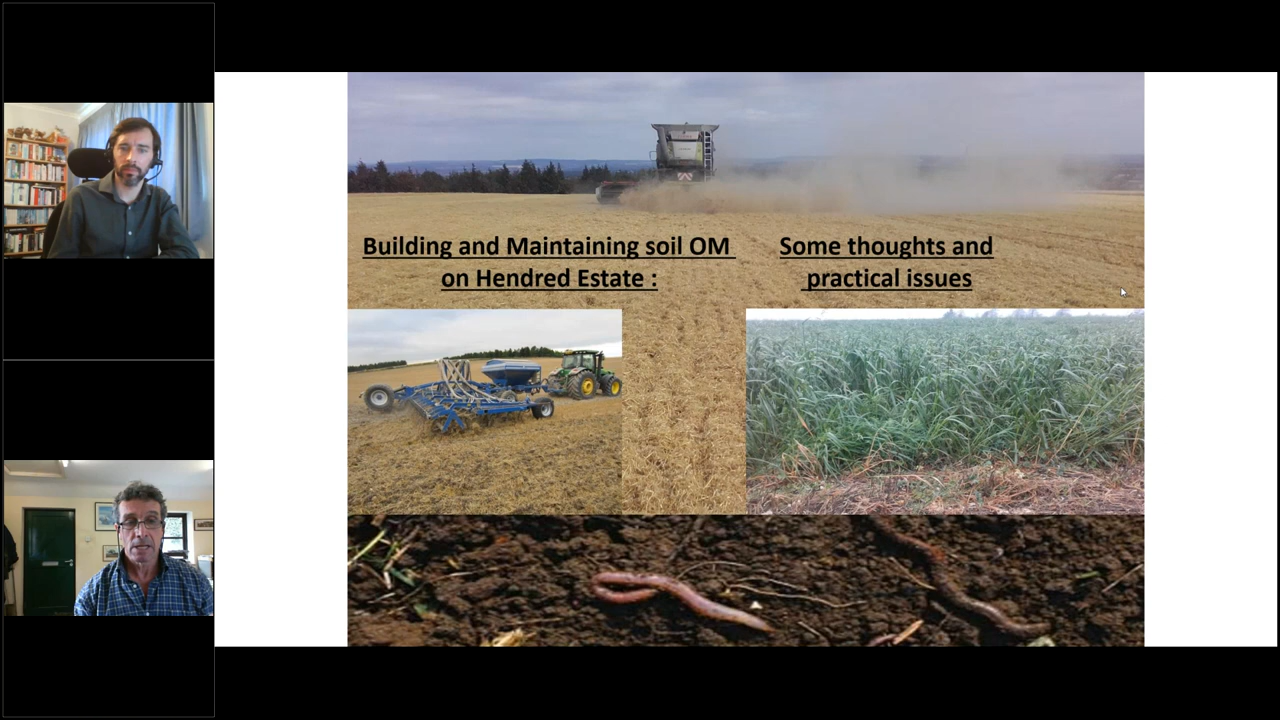 Building and Maintaining soil OM
on Hendred Estate :
Some thoughts and
practical issues